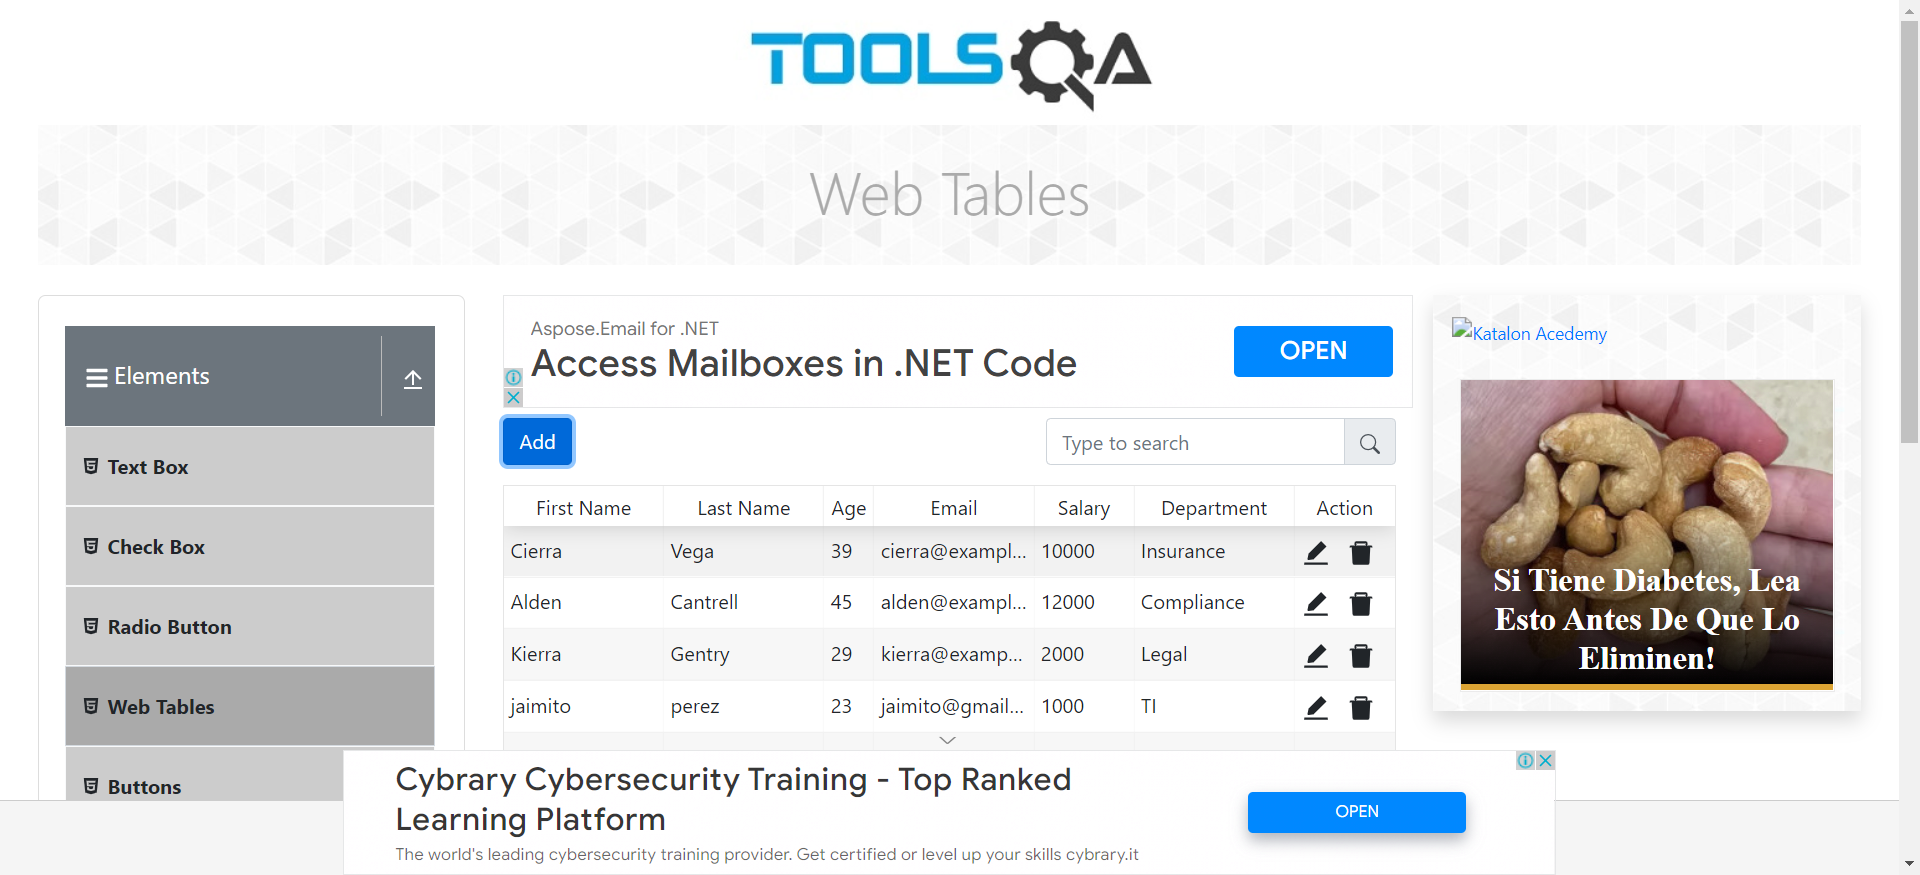 TOOLSQA
Web Tables
Elements
Text Box
Check Box
Radio Button
Web Tables
Buttons
Aspose.Email for .NET
Access Mailboxes in .NET Code
OPEN
Add
Type to search
First Name Last Name Age Email Salary Department Action
Cierra Vega 39 cierra@exampl... 10000 Insurance
Alden Cantrell 45 alden@exampl... 12000 Compliance
Kierra Gentry 29 kierra@examp... 2000 Legal
jaimito perez 23 jaimito@gmail... 1000 TI
Katalon Acedemy
Si Tiene Diabetes, Lea
Esto Antes De Que Lo
Eliminen!
Cybrary Cybersecurity Training - Top Ranked
Learning Platform
The world's leading cybersecurity training provider. Get certified or level up your skills cybrary.it
OPEN